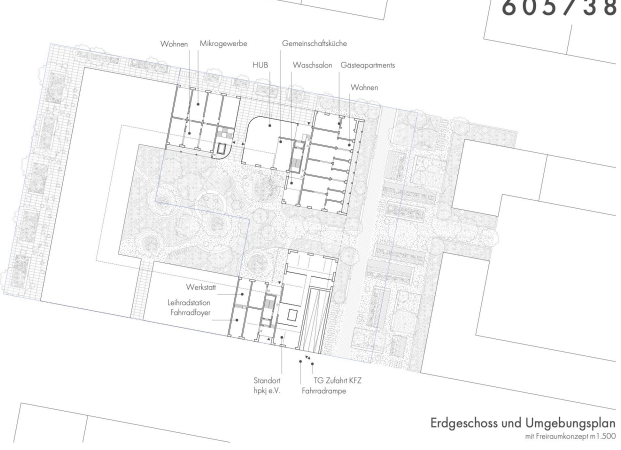 605738
Wohnen Mikrogewerbe Gemeinschaftsküche
HUB Waschsalon Gästeapartments
Wohnen
Werkstatt
Leihradstation
Fahrradfoyer
Standort
hpkj e.V.
TG Zufahrt KFZ
Fahrradrampe
Erdgeschoss und Umgebungsplan
mit Freiraumkonzept m1.500